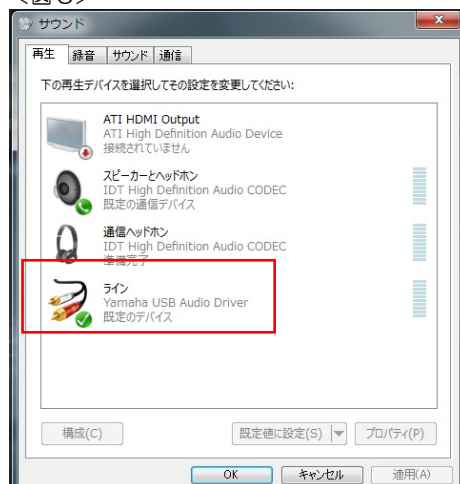 サウンド
再生 録音 サウンド 通信
下の再生デバイスを選択してその設定を変更してください:
ATI HDMI Output
ATI High Definition Audio Device
接続されていません
スピーカーとヘッドホン
IDT High Definition Audio CODEC
既定の通信デバイス
通信ヘッドホン
IDT High Definition Audio CODEC
準備完了
ライン
Yamaha USB Audio Driver
既定のデバイス
構成(C) 既定値に設定(S) プロパティ(P)
OK キャンセル 適用(A)